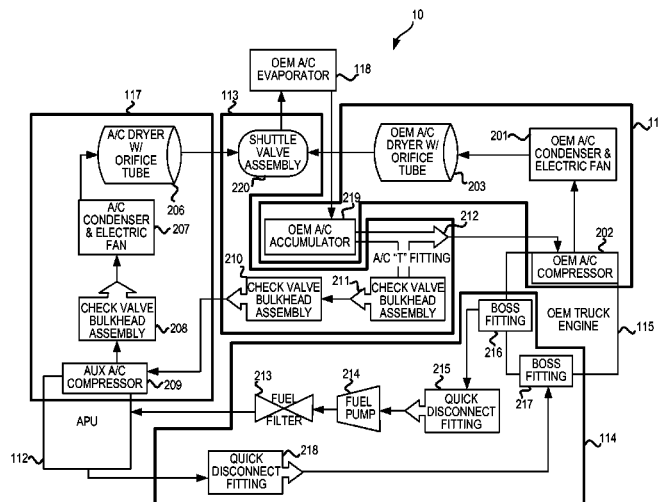 10
OEM A/C
EVAPORATOR
118
117
113
11
A/C DRYER
W/
ORIFICE
TUBE
206
SHUTTLE
VALVE
ASSEMBLY
220
OEM A/C
DRYER W/
ORIFICE
TUBE
203
201
OEM A/C
CONDENSER
& ELECTRIC FAN
A/C
CONDENSER
& ELECTRIC FAN
207
219
OEM A/C
ACCUMULATOR
212
A/C "T" FITTING
202
OEM A/C
COMPRESSOR
210
CHECK VALVE
BULKHEAD
ASSEMBLY
211
CHECK VALVE
BULKHEAD
ASSEMBLY
CHECK VALVE
BULKHEAD
ASSEMBLY
208
BOSS
FITTING
216
OEM TRUCK
ENGINE
115
AUX A/C
COMPRESSOR
209
213
FUEL
FILTER
214
FUEL
PUMP
215
QUICK
DISCONNECT
FITTING
BOSS
FITTING
217
APU
112
218
QUICK
DISCONNECT
FITTING
114